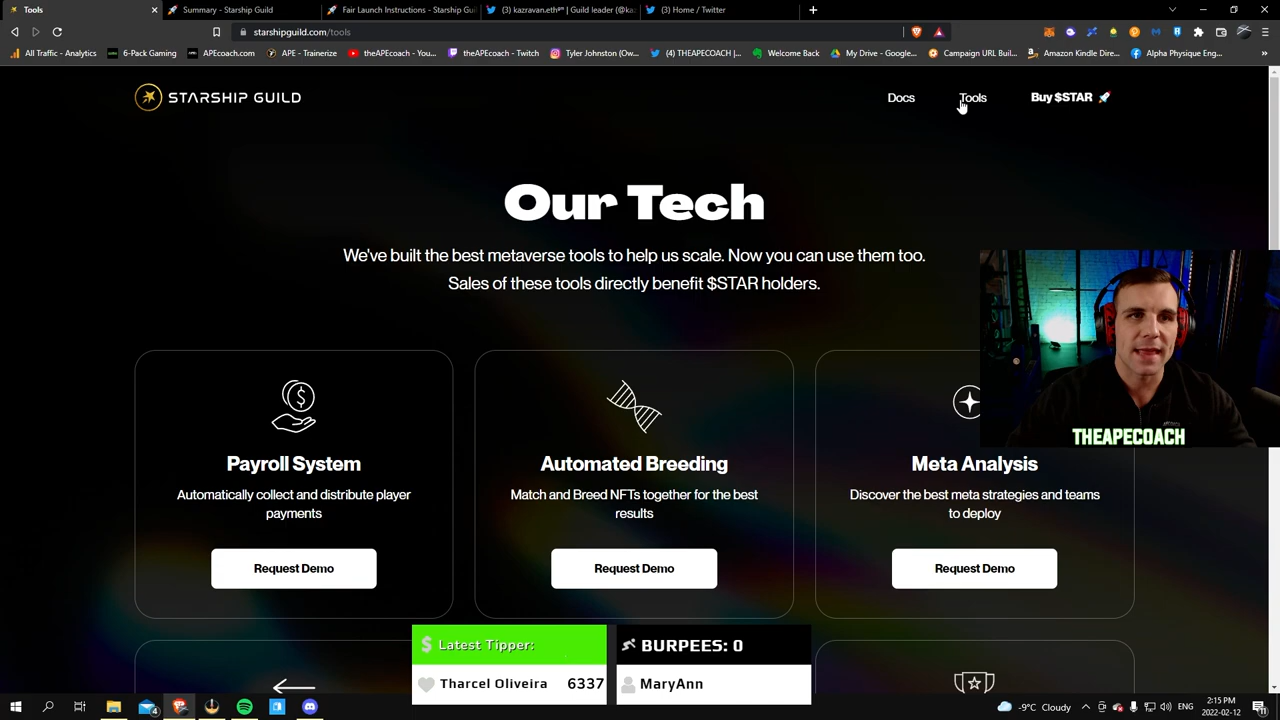 Tools
Summary - Starship Guild
Fair Launch Instructions - Starship Gui
(3) kazravan.eth | Guild leader (@kaz
(3) Home / Twitter
starshipguild.com/tools
All Traffic - Analytics
6-Pack Gaming
APEcoach.com
APE - Trainerize
theAPEcoach - You...
theAPEcoach - Twitch
Tyler Johnston (Ow...
(4) THEAPECOACH |...
Canva
Genially
My Drive - Google...
Campaign URL Buil...
Amazon Kindle Dire...
Alpha Physique Eng...
STARSHIP GUILD
Docs
Tools
Buy $STAR 🚀
Our Tech
We've built the best metaverse tools to help us scale. Now you can use them too.
Sales of these tools directly benefit $STAR holders.
Payroll System
Automatically collect and distribute player
payments
Request Demo
Automated Breeding
Match and Breed NFTs together for the best
results
Request Demo
Meta Analysis
Discover the best meta strategies and teams
to deploy
Request Demo
THEAPECOACH
$ Latest Tipper:
Tharcel Oliveira 6337
BURPEES: 0
MaryAnn
4
-9°C Cloudy
ENG
2:15 PM
2022-02-12